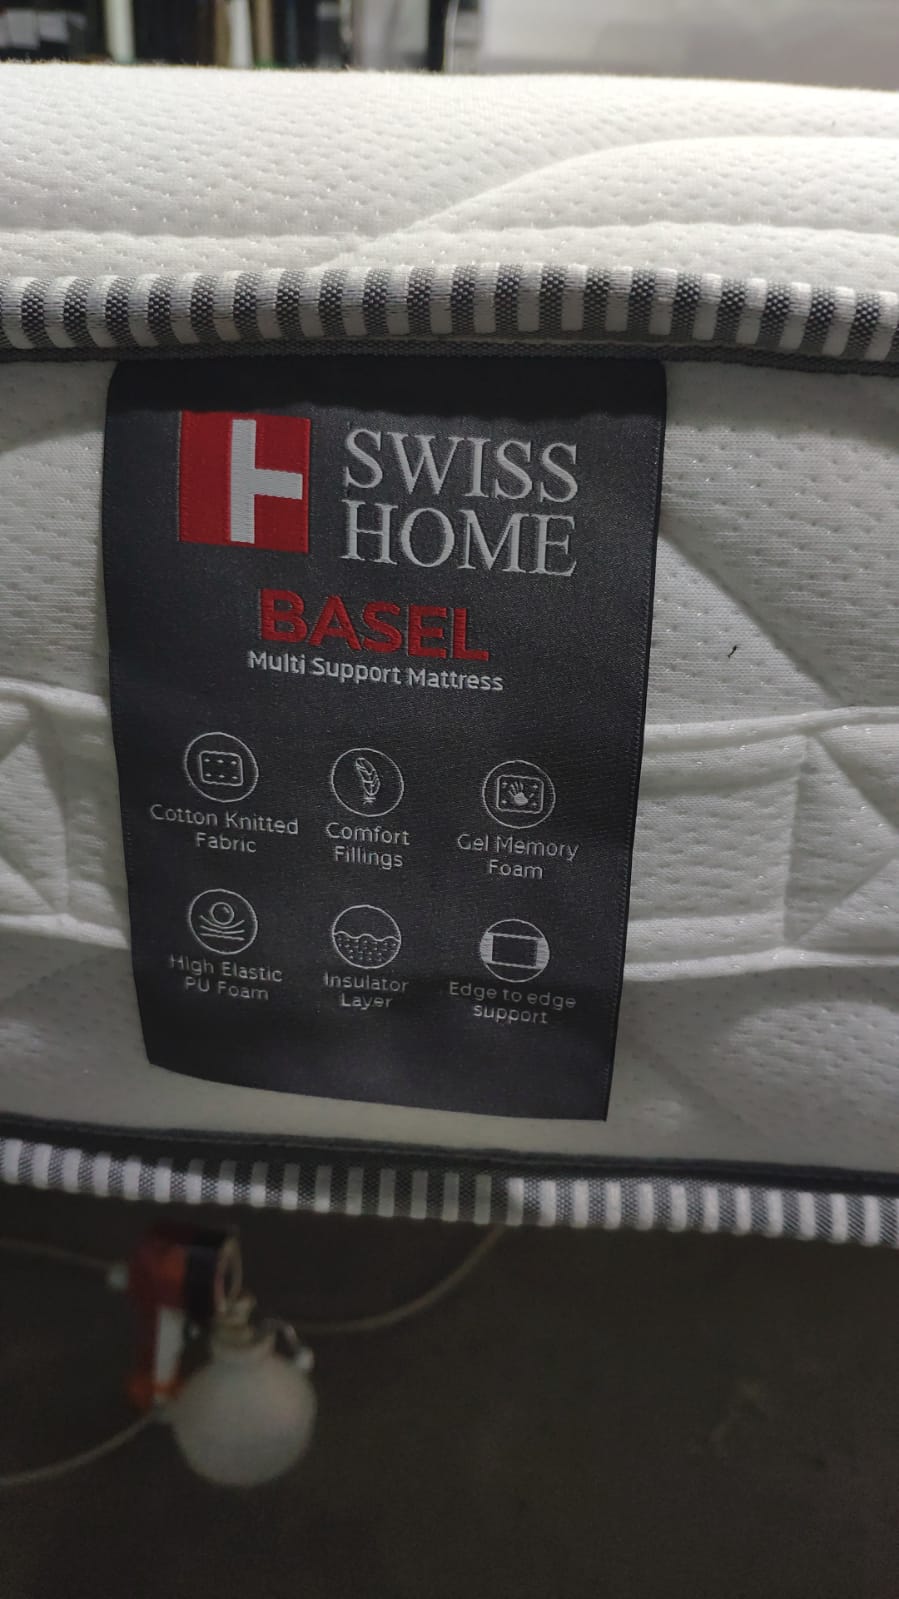 SWISS
HOME
BASEL
Multi Support Mattress
Cotton Knitted
Fabric
Comfort
Fillings
Gel Memory
Foam
High Elastic
PU Foam
Insulator
Layer
Edge to edge
support